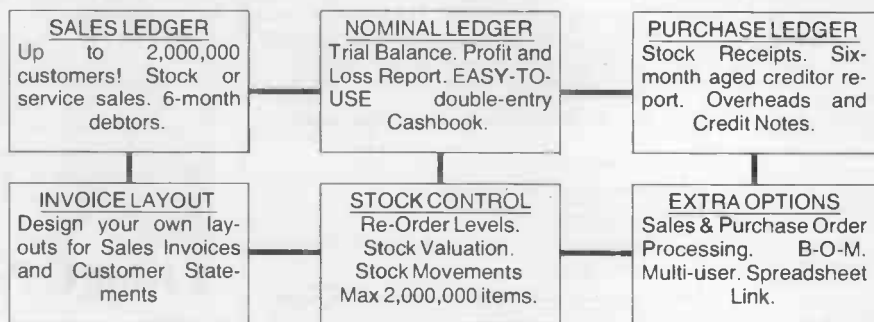 SALES LEDGER
Up to 2,000,000
customers! Stock or
service sales. 6-month
debtors.
NOMINAL LEDGER
Trial Balance. Profit and
Loss Report. EASY-TO-
USE double-entry
Cashbook.
PURCHASE LEDGER
Stock Receipts. Six-
month aged creditor re-
port. Overheads and
Credit Notes.
INVOICE LAYOUT
Design your own lay-
outs for Sales Invoices
and Customer State-
ments
STOCK CONTROL
Re-Order Levels.
Stock Valuation.
Stock Movements
Max 2,000,000 items.
EXTRA OPTIONS
Sales & Purchase Order
Processing. B-O-M.
Multi-user. Spreadsheet
Link.